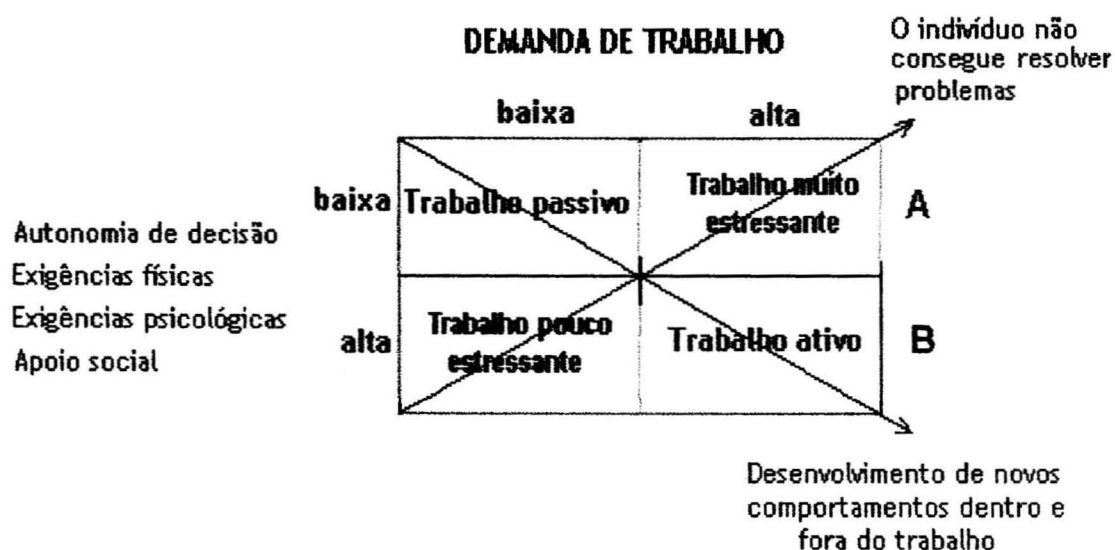 DEMANDA DE TRABALHO
O indivíduo não
consegue resolver
problemas
baixa
alta
baixa
Trabalho passivo
Trabalho muito
estressante
A
Autonomia de decisão
Exigências físicas
Exigências psicológicas
Apoio social
alta
Trabalho pouco
estressante
Trabalho ativo
B
Desenvolvimento de novos
comportamentos dentro e
fora do trabalho